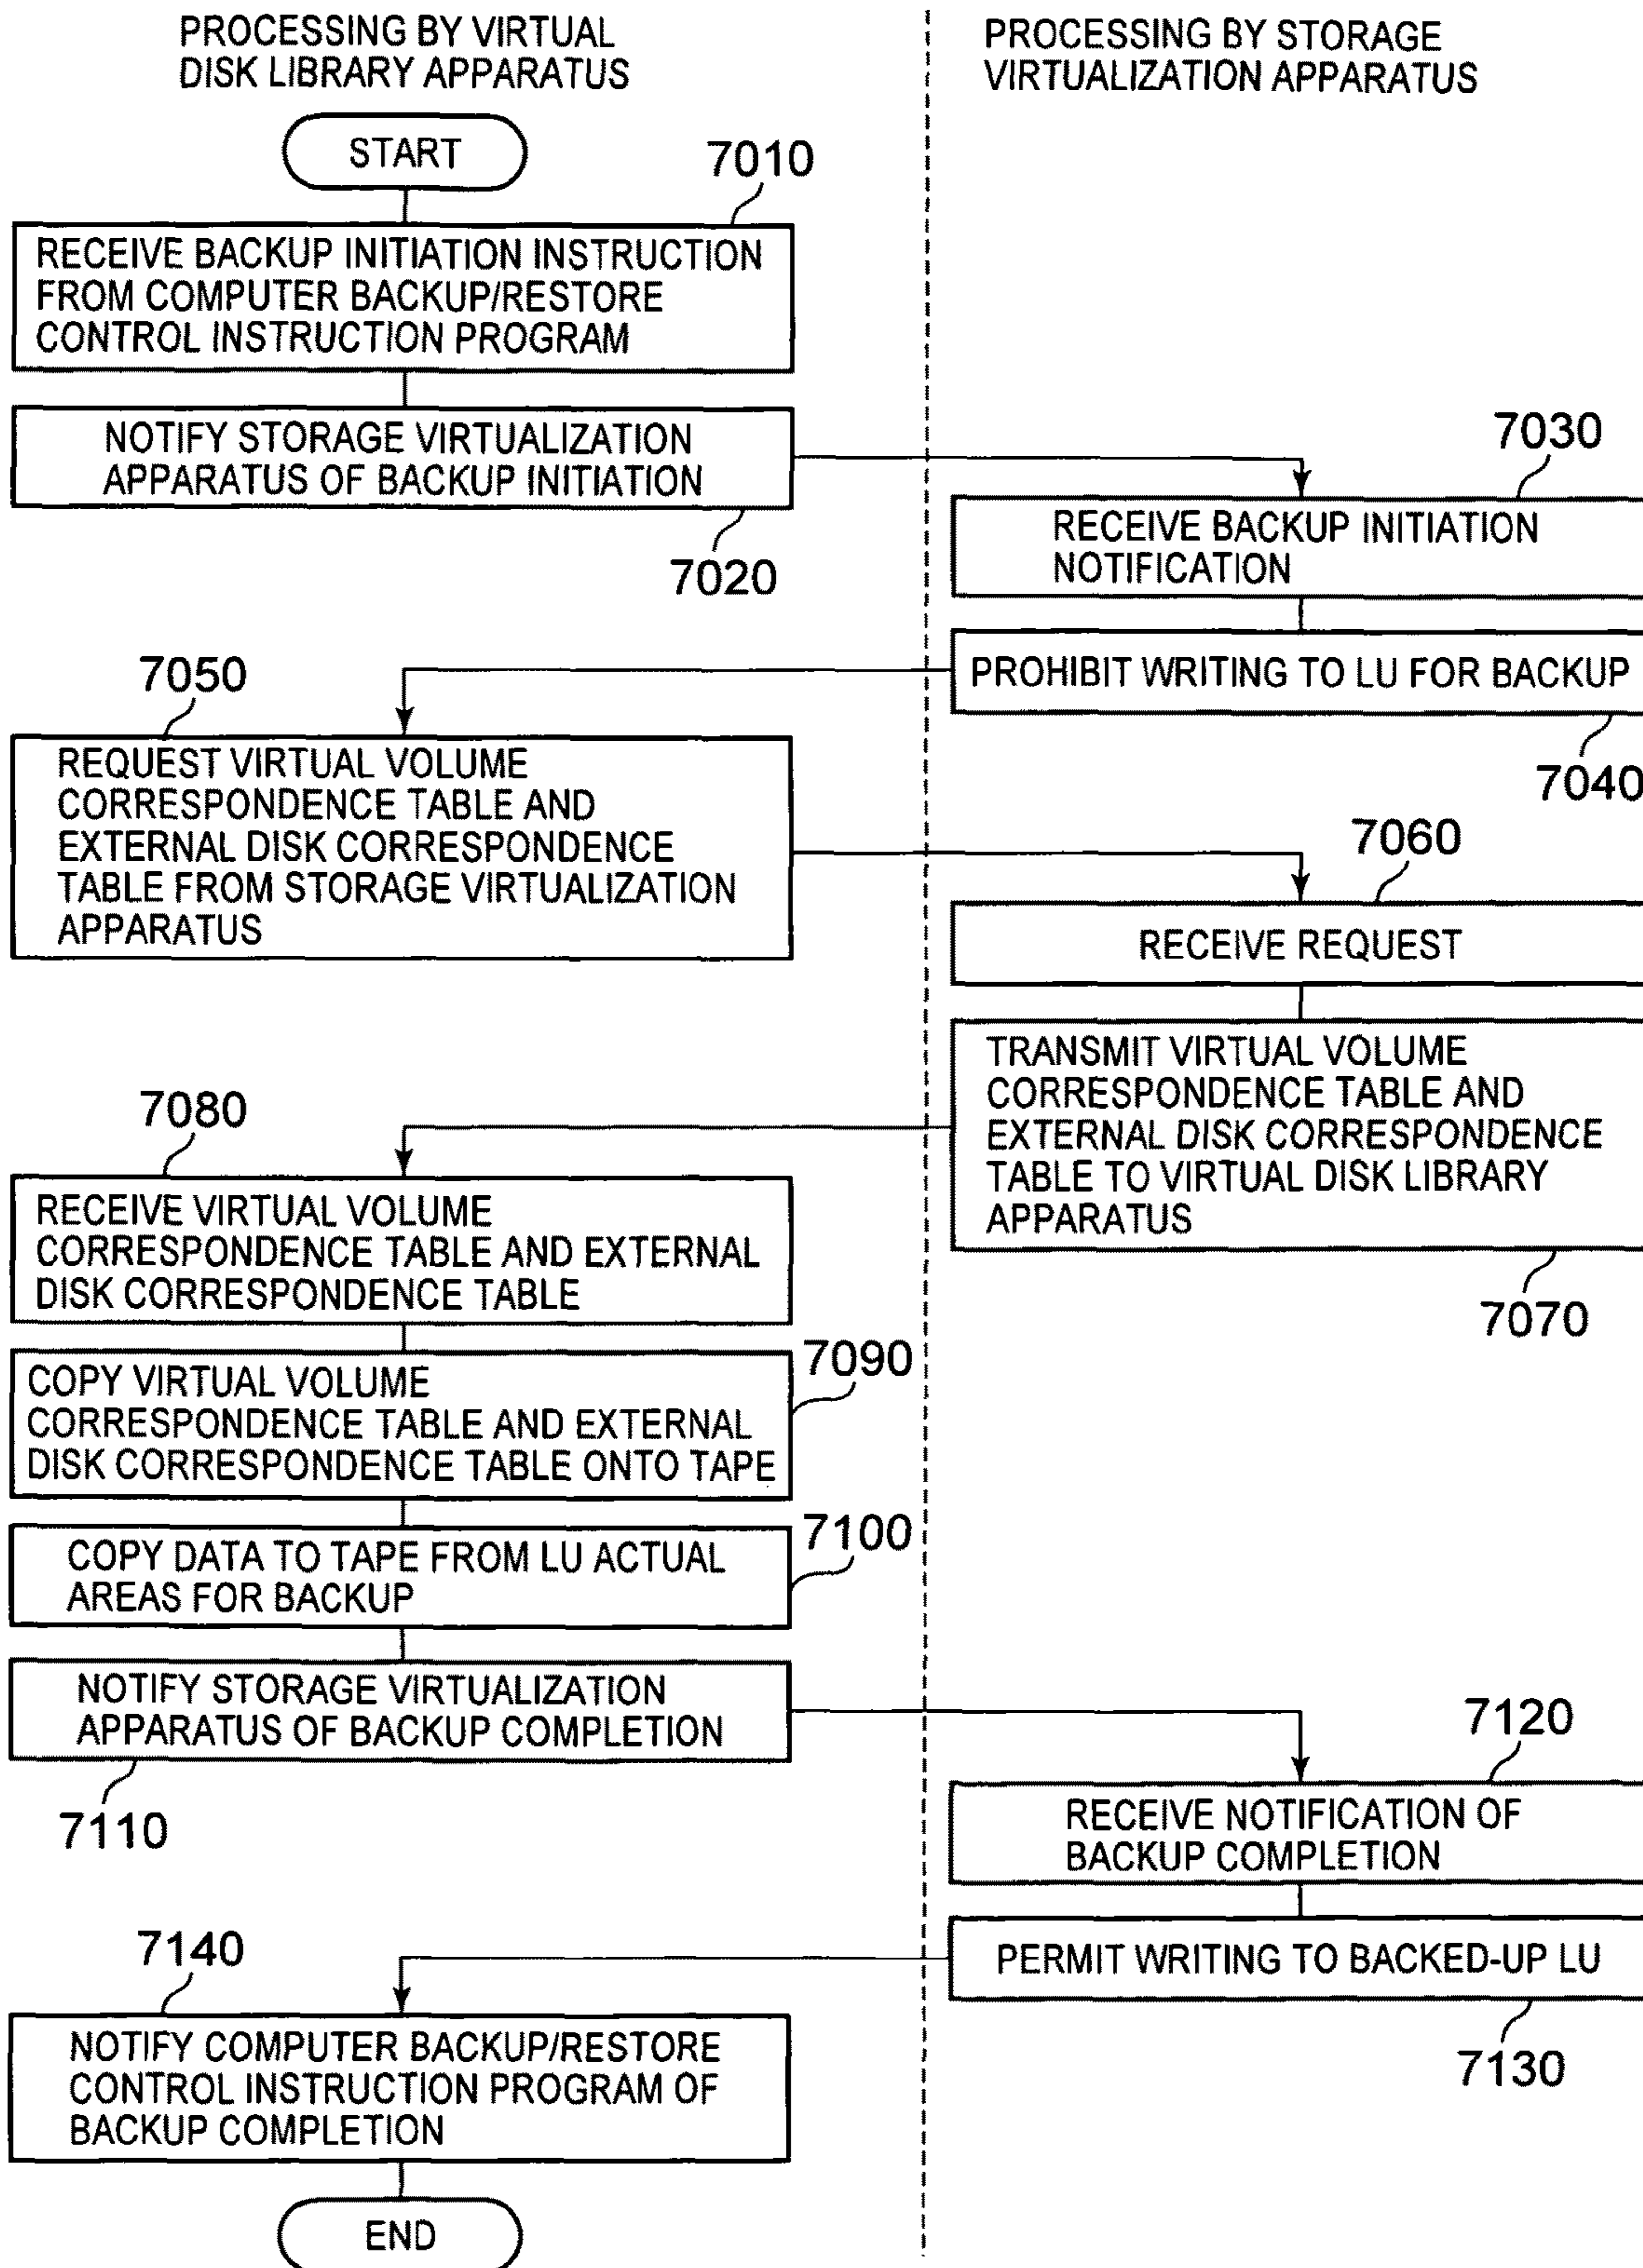 PROCESSING BY VIRTUAL
DISK LIBRARY APPARATUS
PROCESSING BY STORAGE
VIRTUALIZATION APPARATUS
START
7010
RECEIVE BACKUP INITIATION INSTRUCTION
FROM COMPUTER BACKUP/RESTORE
CONTROL INSTRUCTION PROGRAM
NOTIFY STORAGE VIRTUALIZATION
APPARATUS OF BACKUP INITIATION
7020
7030
RECEIVE BACKUP INITIATION
NOTIFICATION
PROHIBIT WRITING TO LU FOR BACKUP
7040
7050
REQUEST VIRTUAL VOLUME
CORRESPONDENCE TABLE AND
EXTERNAL DISK CORRESPONDENCE
TABLE FROM STORAGE VIRTUALIZATION
APPARATUS
7060
RECEIVE REQUEST
TRANSMIT VIRTUAL VOLUME
CORRESPONDENCE TABLE AND
EXTERNAL DISK CORRESPONDENCE
TABLE TO VIRTUAL DISK LIBRARY
APPARATUS
7070
7080
RECEIVE VIRTUAL VOLUME
CORRESPONDENCE TABLE AND EXTERNAL
DISK CORRESPONDENCE TABLE
7090
COPY VIRTUAL VOLUME
CORRESPONDENCE TABLE AND EXTERNAL
DISK CORRESPONDENCE TABLE ONTO TAPE
7100
COPY DATA TO TAPE FROM LU ACTUAL
AREAS FOR BACKUP
NOTIFY STORAGE VIRTUALIZATION
APPARATUS OF BACKUP COMPLETION
7110
7120
RECEIVE NOTIFICATION OF
BACKUP COMPLETION
PERMIT WRITING TO BACKED-UP LU
7130
7140
NOTIFY COMPUTER BACKUP/RESTORE
CONTROL INSTRUCTION PROGRAM OF
BACKUP COMPLETION
END